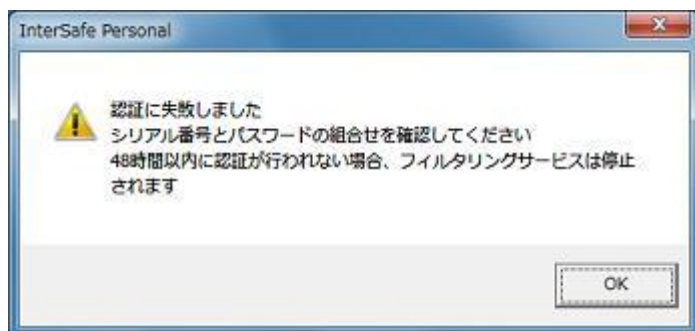 InterSafe Personal
認証に失敗しました
シリアル番号とパスワードの組合せを確認してください
48時間以内に認証が行われない場合、フィルタリングサービスは停止
されます
OK